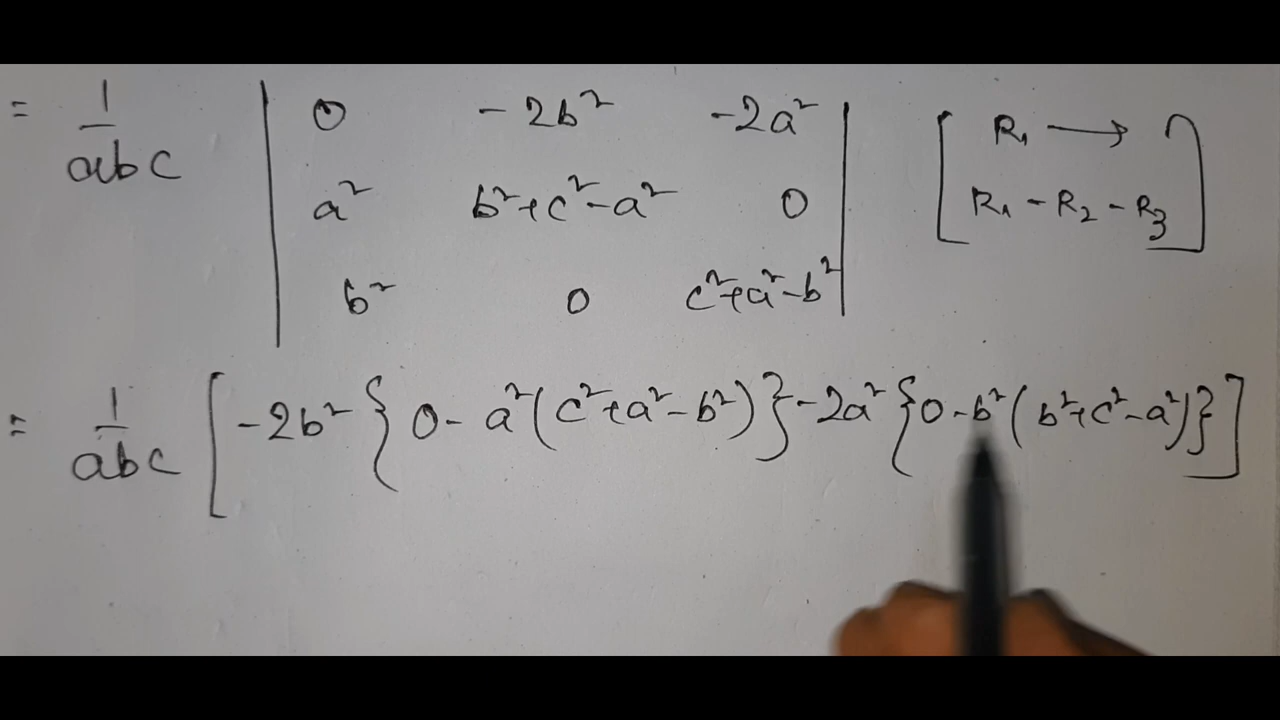 = 1/abc | 0 -2b² -2a² | [ R₁ →
| a² b²+c²-a² 0 | R₁ - R₂ - R₃ ]
| b² 0 c²+a²-b² |
= 1/abc [ -2b² { 0 - a² (c²+a²-b²) } - 2a² { 0 - b² (b²+c²-a²) } ]